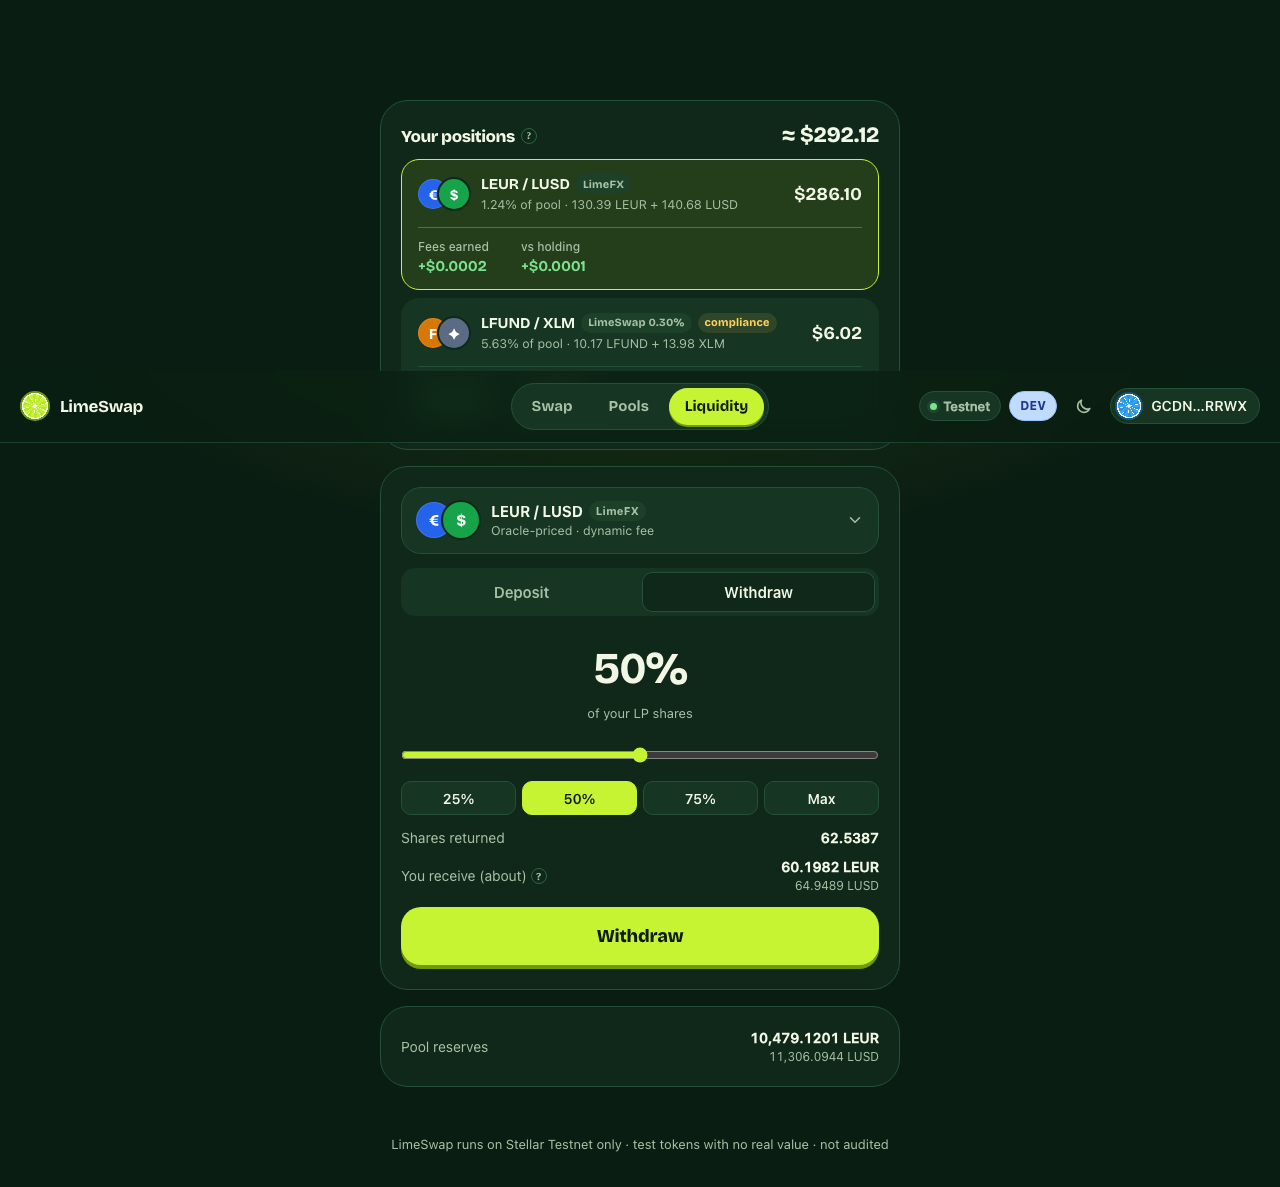 Your positions ?
≈ $292.12
€ $
LEUR / LUSD LimeFX
1.24% of pool · 130.39 LEUR + 140.68 LUSD
$286.10
Fees earned
+$0.0002
vs holding
+$0.0001
F
LFUND / XLM LimeSwap 0.30% compliance
5.63% of pool · 10.17 LFUND + 13.98 XLM
$6.02
LimeSwap
Swap Pools Liquidity
Testnet DEV GCDN...RRWX
€ $
LEUR / LUSD LimeFX
Oracle-priced · dynamic fee
Deposit Withdraw
50%
of your LP shares
25% 50% 75% Max
Shares returned 62.5387
You receive (about) ? 60.1982 LEUR
64.9489 LUSD
Withdraw
Pool reserves 10,479.1201 LEUR
11,306.0944 LUSD
LimeSwap runs on Stellar Testnet only · test tokens with no real value · not audited